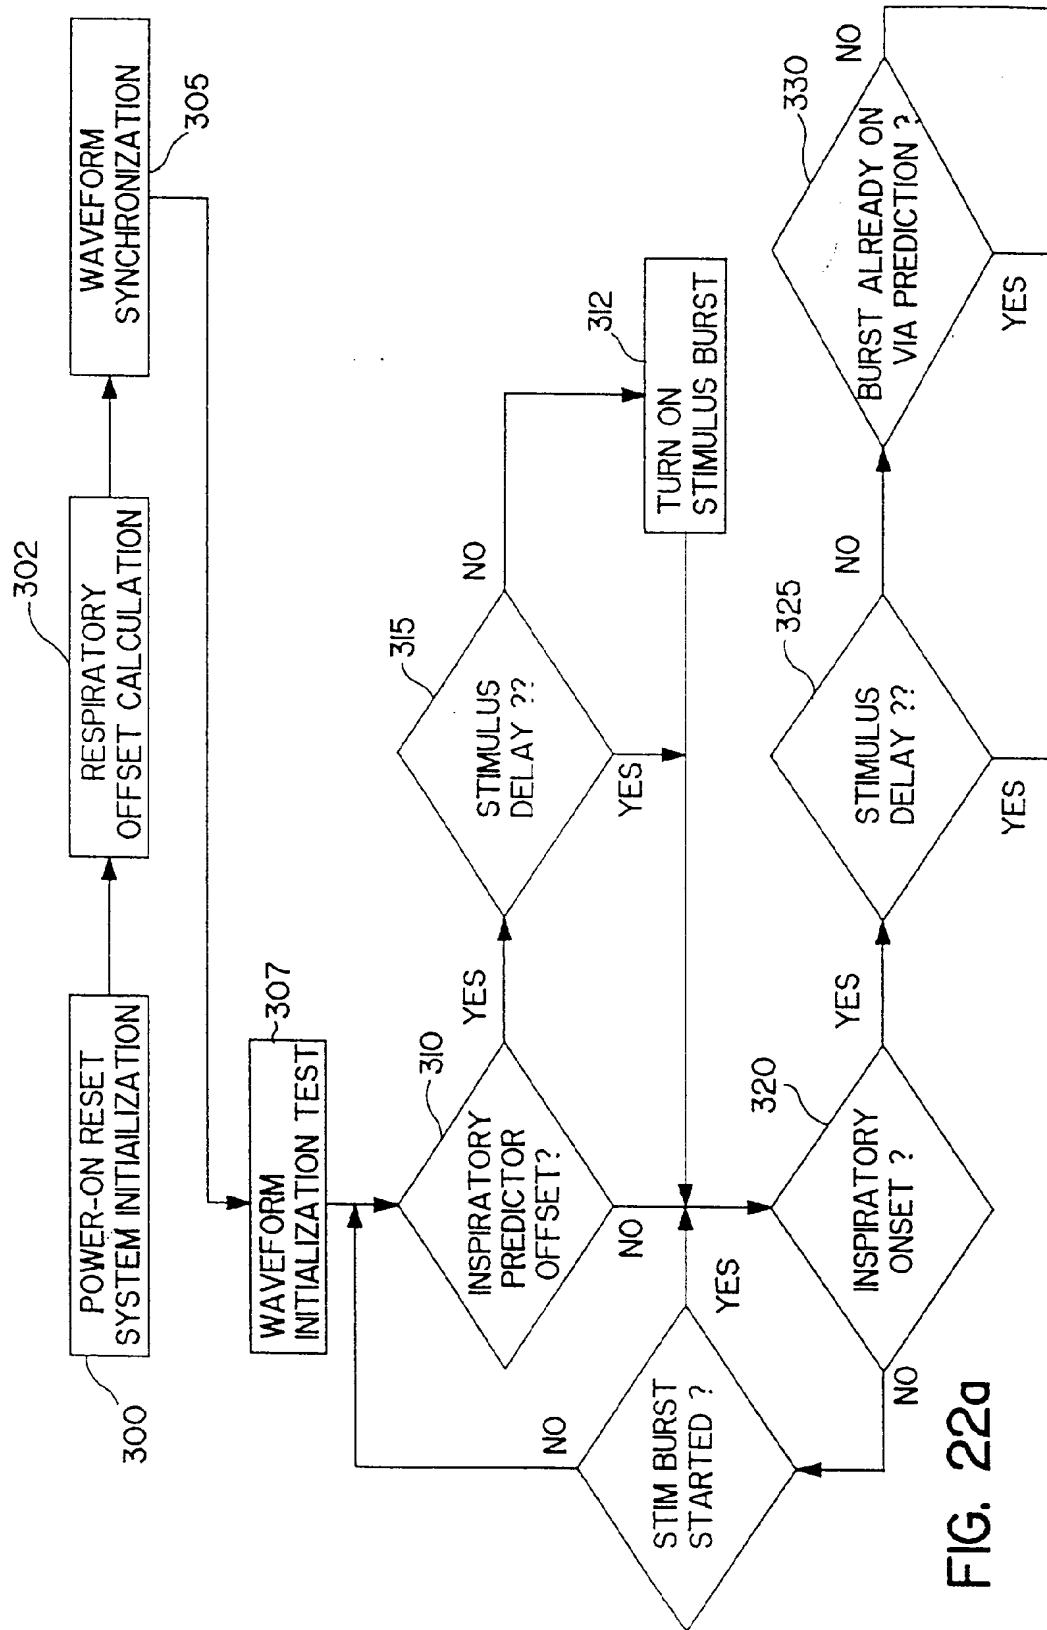 POWER-ON RESET
SYSTEM INITIAILIZATION
300
RESPIRATORY
OFFSET CALCULATION
302
WAVEFORM
SYNCHRONIZATION
305
WAVEFORM
INITIALIZATION TEST
307
INSPIRATORY
PREDICTOR
OFFSET?
310
YES
NO
STIMULUS
DELAY ??
315
NO
YES
TURN ON
STIMULUS BURST
312
STIM BURST
STARTED ?
NO
YES
INSPIRATORY
ONSET ?
320
YES
NO
STIMULUS
DELAY ??
325
NO
YES
BURST ALREADY ON
VIA PREDICTION ?
330
NO
YES
FIG. 22a